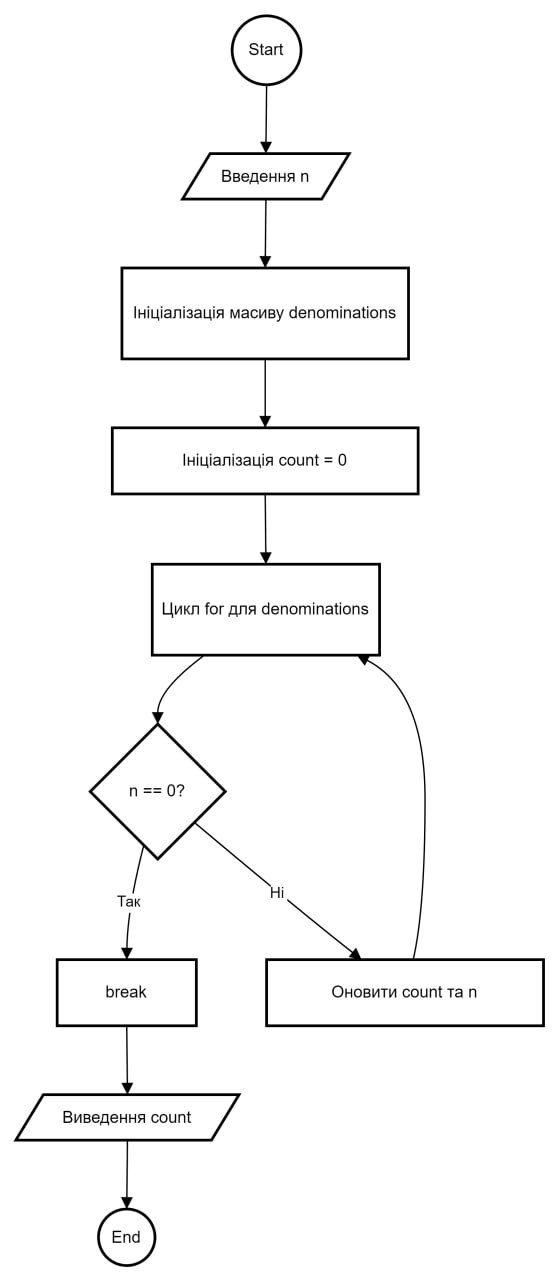 Start
Введення n
Ініціалізація масиву denominations
Ініціалізація count = 0
Цикл for для denominations
n == 0?
Так
Ні
break
Оновити count та n
Виведення count
End